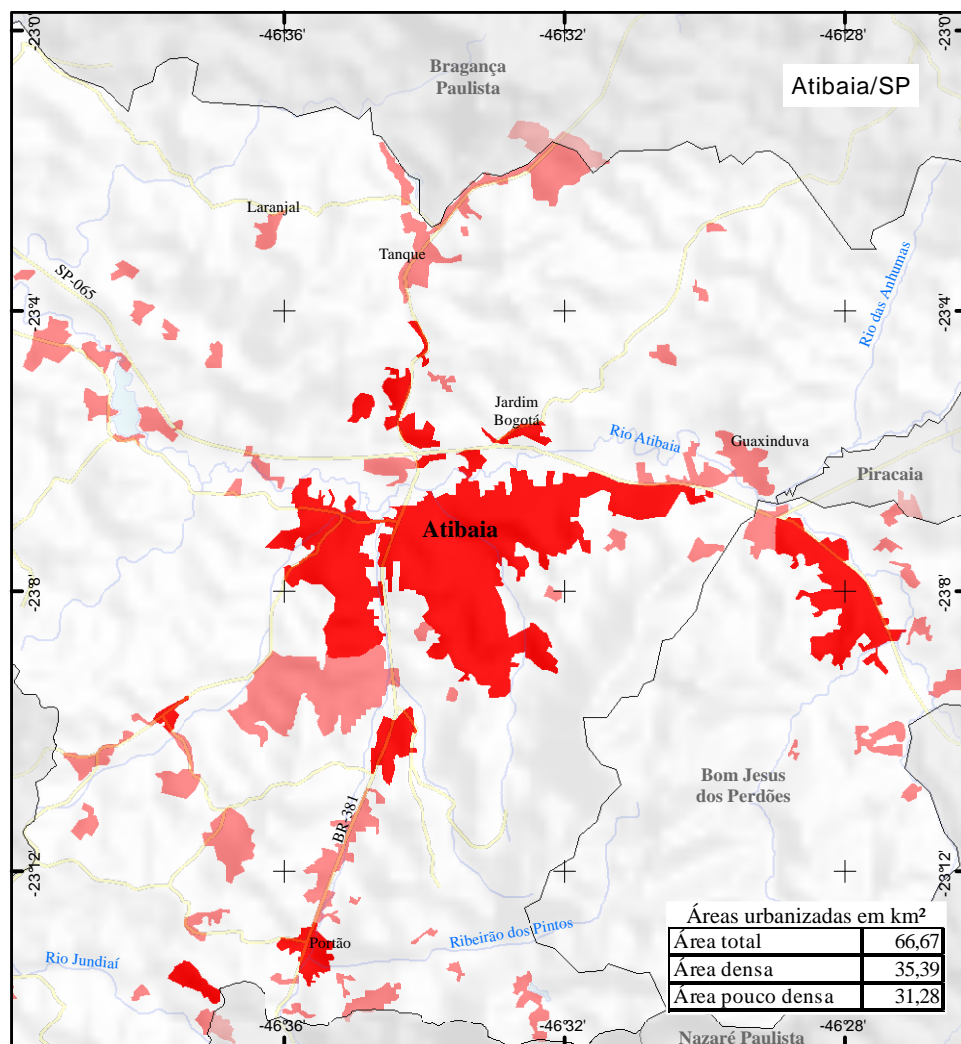 -46°36'
-46°32'
-46°28'
-23°0'
-23°0'
Bragança
Paulista
Atibaia/SP
Laranjal
Tanque
Rio das Anhumas
SP-065
-23°4'
-23°4'
Jardim
Bogotá
Rio Atibaia
Guaxinduva
Piracaia
Atibaia
-23°8'
-23°8'
Bom Jesus
dos Perdões
BR-381
-23°12'
-23°12'
Portão
Ribeirão dos Pintos
Rio Jundiaí
Áreas urbanizadas em km²
Área total 66,67
Área densa 35,39
Área pouco densa 31,28
-46°36'
-46°32'
-46°28'
Nazaré Paulista